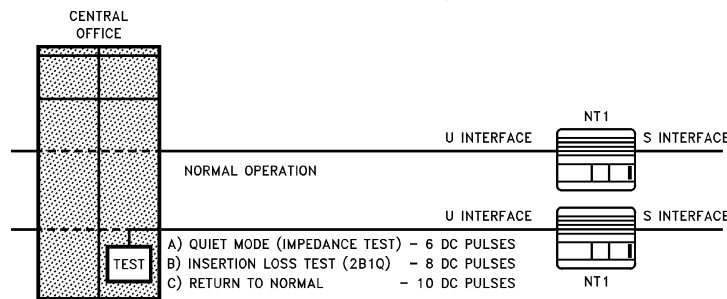 CENTRAL
OFFICE
NT1
U INTERFACE
S INTERFACE
NORMAL OPERATION
U INTERFACE
S INTERFACE
TEST
A) QUIET MODE (IMPEDANCE TEST) – 6 DC PULSES
B) INSERTION LOSS TEST (2B1Q) – 8 DC PULSES
C) RETURN TO NORMAL – 10 DC PULSES
NT1